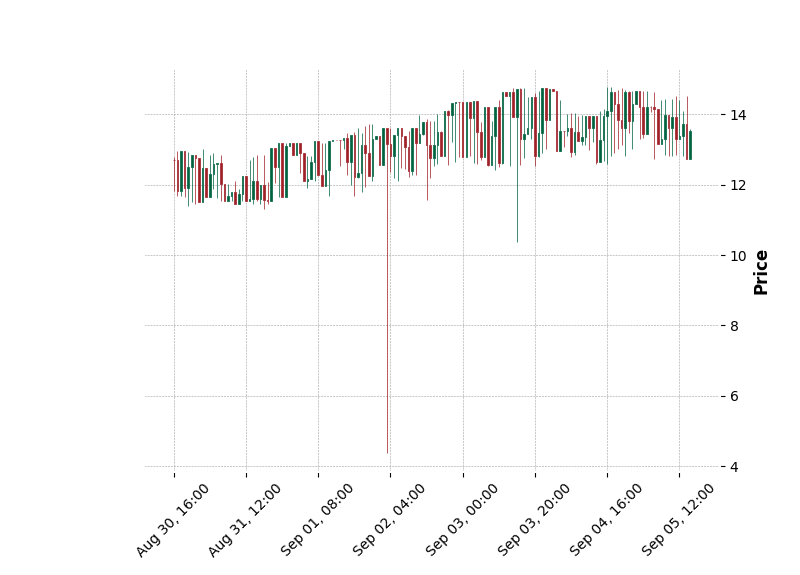 14
12
10
8
6
4
Price
Aug 30, 16:00
Aug 31, 12:00
Sep 01, 08:00
Sep 02, 04:00
Sep 03, 00:00
Sep 03, 20:00
Sep 04, 16:00
Sep 05, 12:00